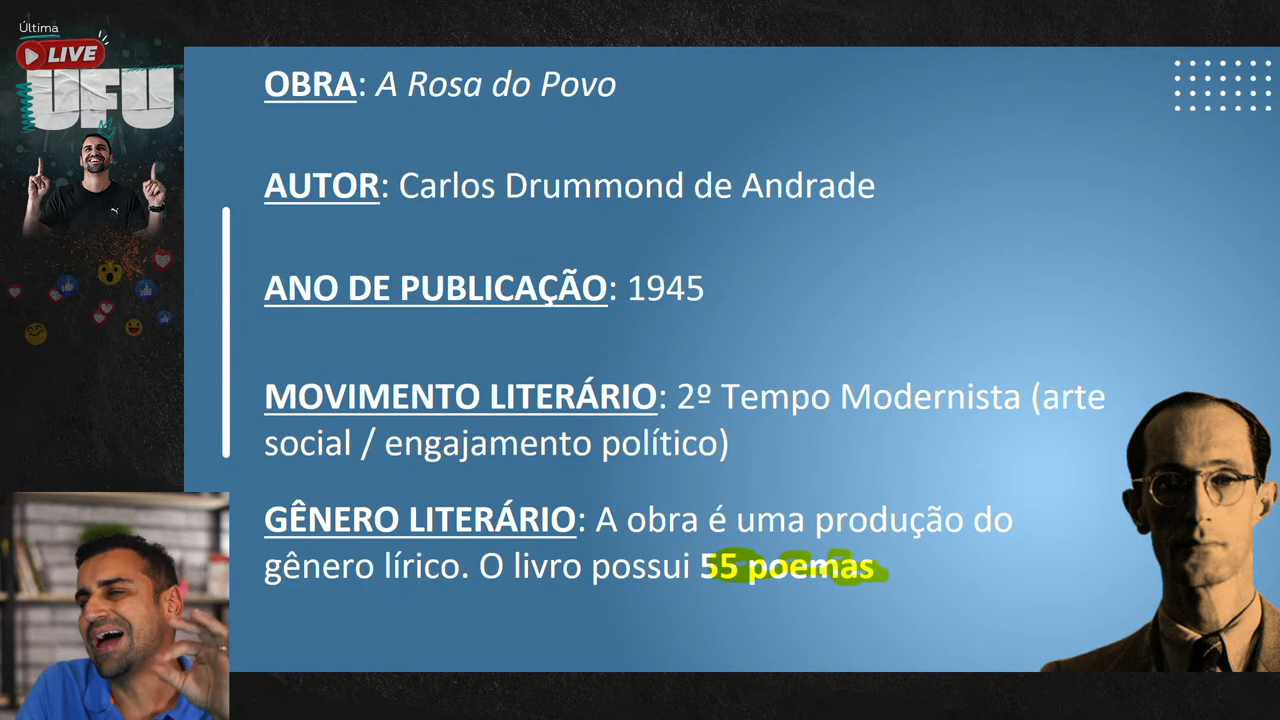 Última
LIVE
UFU
OBRA: A Rosa do Povo
AUTOR: Carlos Drummond de Andrade
ANO DE PUBLICAÇÃO: 1945
MOVIMENTO LITERÁRIO: 2º Tempo Modernista (arte
social / engajamento político)
GÊNERO LITERÁRIO: A obra é uma produção do
gênero lírico. O livro possui 55 poemas